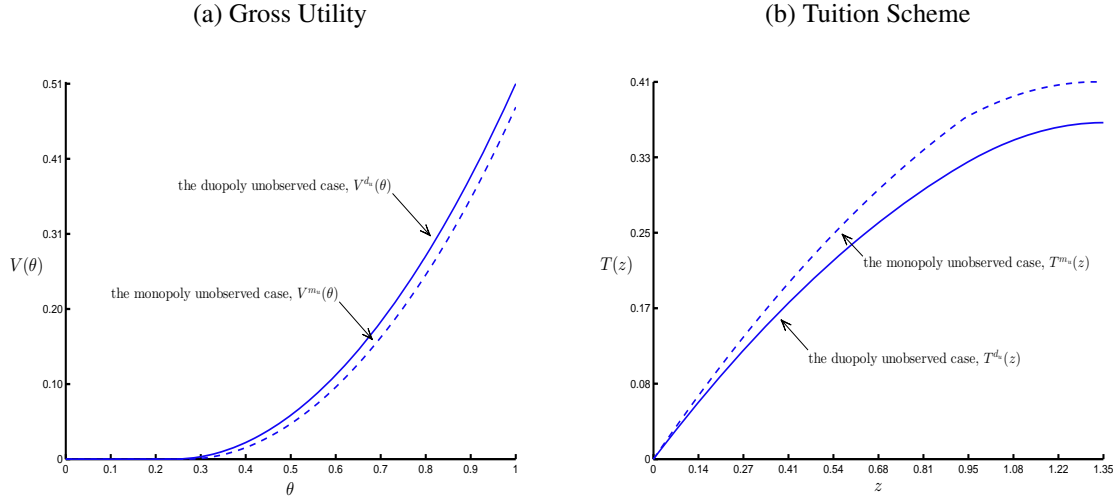 (a) Gross Utility
(b) Tuition Scheme
0.51
0.41
0.31
0.20
0.10
0
V(θ)
the duopoly unobserved case, V^{d_u}(θ)
the monopoly unobserved case, V^{m_u}(θ)
0 0.1 0.2 0.3 0.4 0.5 0.6 0.7 0.8 0.9 1
θ
0.41
0.33
0.25
0.17
0.08
0
T(z)
the monopoly unobserved case, T^{m_u}(z)
the duopoly unobserved case, T^{d_u}(z)
0 0.14 0.27 0.41 0.54 0.68 0.81 0.95 1.08 1.22 1.35
z